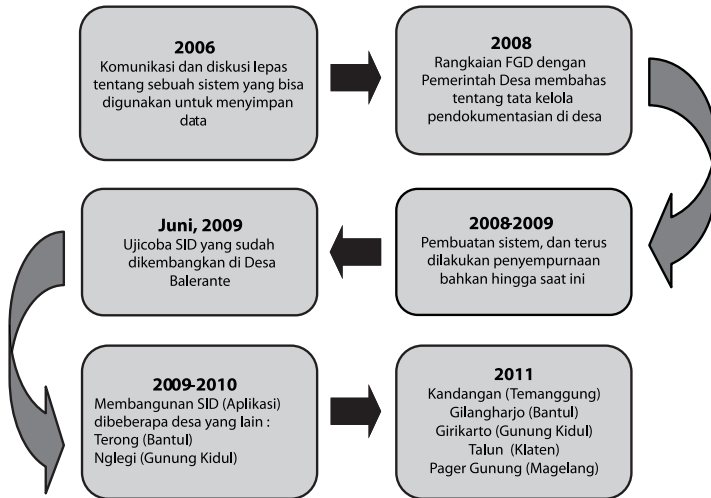 2006
Komunikasi dan diskusi lepas
tentang sebuah sistem yang bisa
digunakan untuk menyimpan
data
2008
Rangkaian FGD dengan
Pemerintah Desa membahas
tentang tata kelola
pendokumentasian di desa
2008-2009
Pembuatan sistem, dan terus
dilakukan penyempurnaan
bahkan hingga saat ini
Juni, 2009
Ujicoba SID yang sudah
dikembangkan di Desa
Balerante
2009-2010
Membangunan SID (Aplikasi)
dibeberapa desa yang lain :
Terong (Bantul)
Nglegi (Gunung Kidul)
2011
Kandangan (Temanggung)
Gilangharjo (Bantul)
Girikarto (Gunung Kidul)
Talun (Klaten)
Pager Gunung (Magelang)